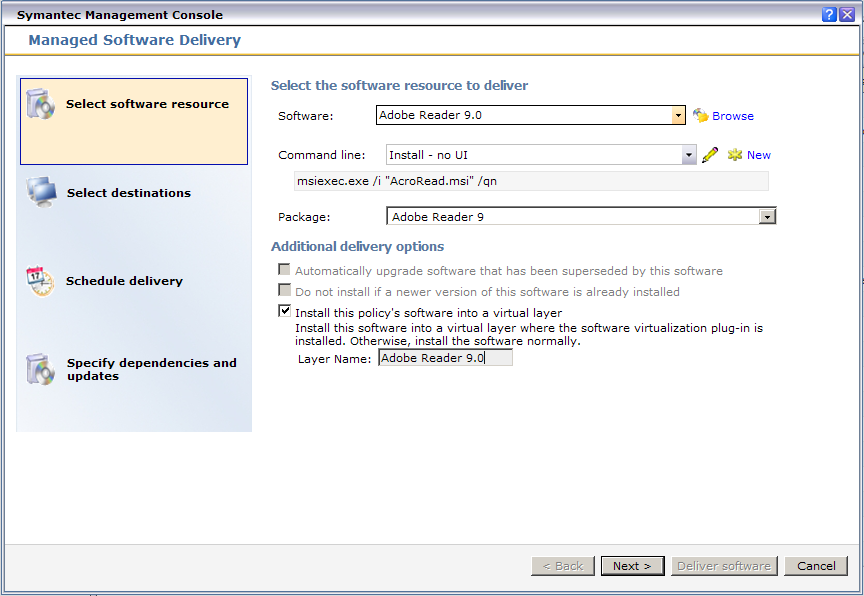 Symantec Management Console
Managed Software Delivery
Select software resource
Select destinations
17
Schedule delivery
Specify dependencies and
updates
Select the software resource to deliver
Software: Adobe Reader 9.0 Browse
Command line: Install - no UI New
msiexec.exe /i "AcroRead.msi" /qn
Package: Adobe Reader 9
Additional delivery options
Automatically upgrade software that has been superseded by this software
Do not install if a newer version of this software is already installed
Install this policy's software into a virtual layer
Install this software into a virtual layer where the software virtualization plug-in is
installed. Otherwise, install the software normally.
Layer Name: Adobe Reader 9.0
< Back Next > Deliver software Cancel